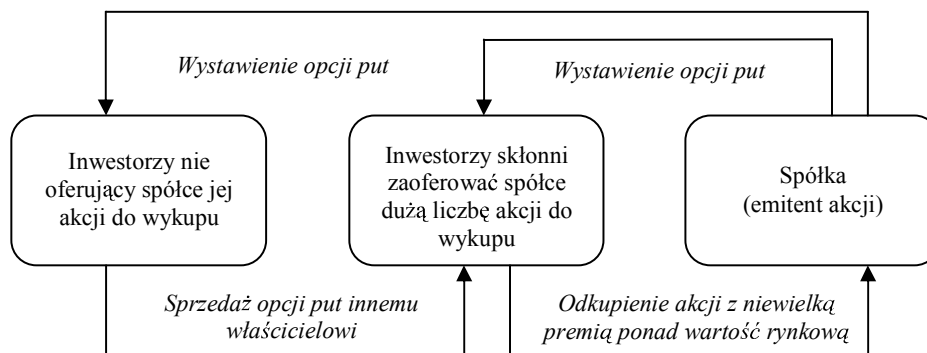 Wystawienie opcji put
Wystawienie opcji put
Inwestorzy nie
oferujący spółce jej
akcji do wykupu
Inwestorzy skłonni
zaoferować spółce
dużą liczbę akcji do
wykupu
Spółka
(emitent akcji)
Sprzedaż opcji put innemu
właścicielowi
Odkupienie akcji z niewielką
premią ponad wartość rynkową